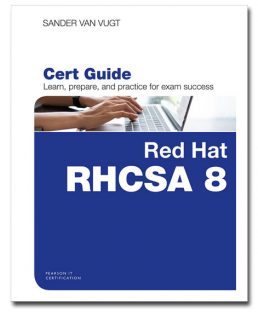 SANDER VAN VUGT
Cert Guide
Learn, prepare, and practice for exam success
Red Hat
RHCSA 8
PEARSON IT
CERTIFICATION